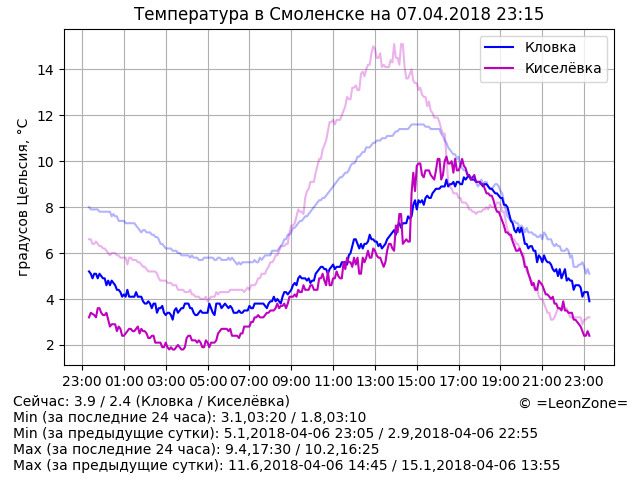 Температура в Смоленске на 07.04.2018 23:15
Кловка
Киселёвка
градусов Цельсия, °C
14
12
10
8
6
4
2
23:00 01:00 03:00 05:00 07:00 09:00 11:00 13:00 15:00 17:00 19:00 21:00 23:00
Сейчас: 3.9 / 2.4 (Кловка / Киселёвка)
© =LeonZone=
Min (за последние 24 часа): 3.1,03:20 / 1.8,03:10
Min (за предыдущие сутки): 5.1,2018-04-06 23:05 / 2.9,2018-04-06 22:55
Max (за последние 24 часа): 9.4,17:30 / 10.2,16:25
Max (за предыдущие сутки): 11.6,2018-04-06 14:45 / 15.1,2018-04-06 13:55